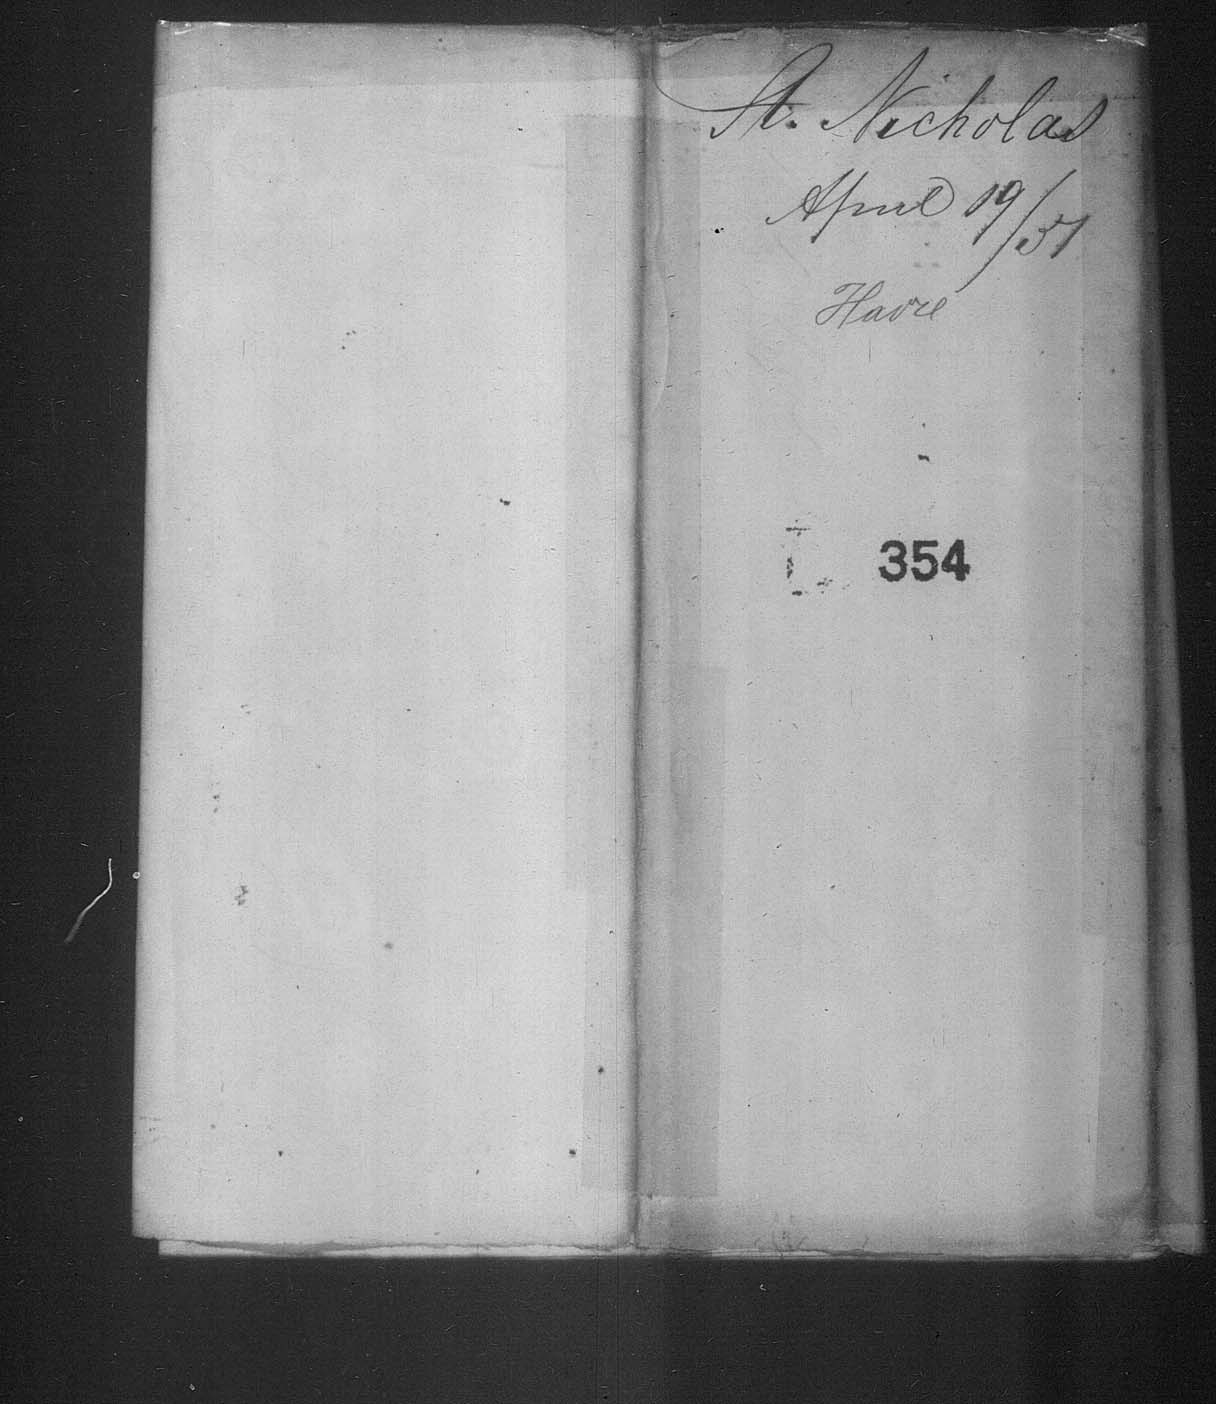 St. Nicholas
April 19/51
Havre
354